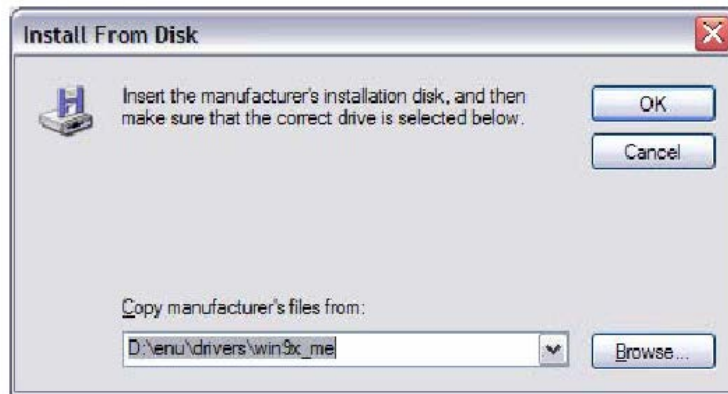 Install From Disk
Insert the manufacturer's installation disk, and then
make sure that the correct drive is selected below.
OK
Cancel
Copy manufacturer's files from:
D:\enu\drivers\win9x_me
Browse...